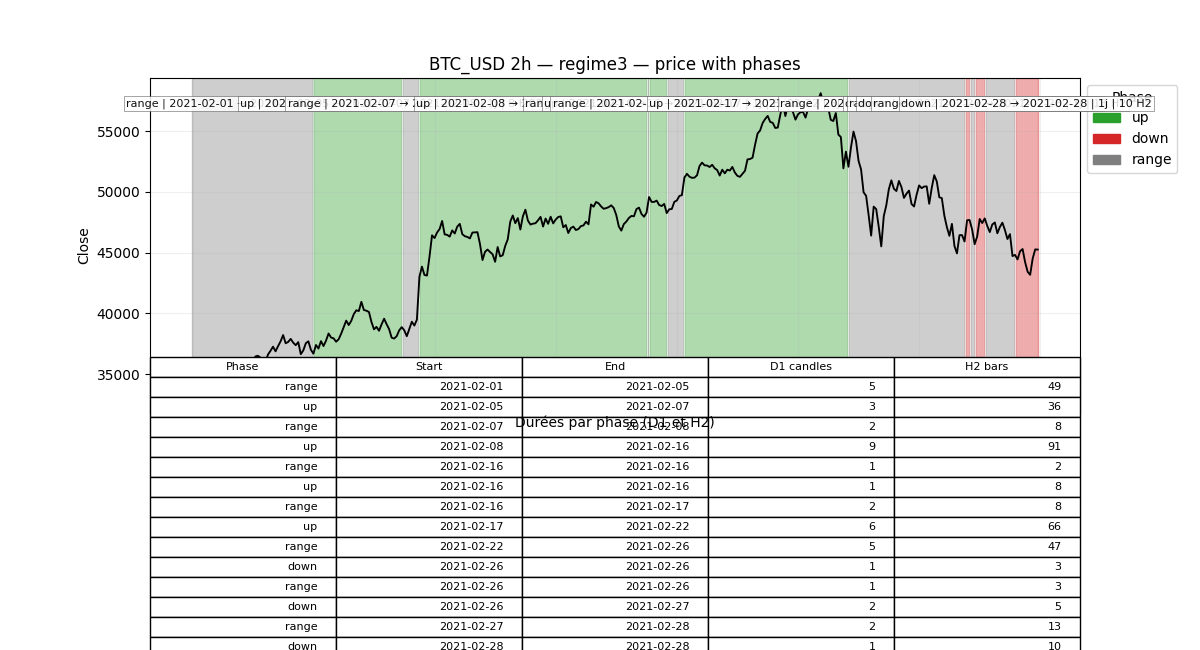 BTC_USD 2h — regime3 — price with phases
range | 2021-02-01 up | 202 range | 2021-02-07 → up | 2021-02-08 → range | 2021-02- up | 2021-02-17 → 202 range | 202 down | 2021-02-28 → 2021-02-28 | 1j | 10 H2
Phase
up
down
range
Close
55000
50000
45000
40000
35000
Phase Start End D1 candles H2 bars
range 2021-02-01 2021-02-05 5 49
up 2021-02-05 2021-02-07 3 36
range 2021-02-07 2021-02-08 2 8
Durées par phase (D1 et H2)
up 2021-02-08 2021-02-16 9 91
range 2021-02-16 2021-02-16 1 2
up 2021-02-16 2021-02-16 1 8
range 2021-02-16 2021-02-17 2 8
up 2021-02-17 2021-02-22 6 66
range 2021-02-22 2021-02-26 5 47
down 2021-02-26 2021-02-26 1 3
range 2021-02-26 2021-02-26 1 3
down 2021-02-26 2021-02-27 2 5
range 2021-02-27 2021-02-28 2 13
down 2021-02-28 2021-02-28 1 10